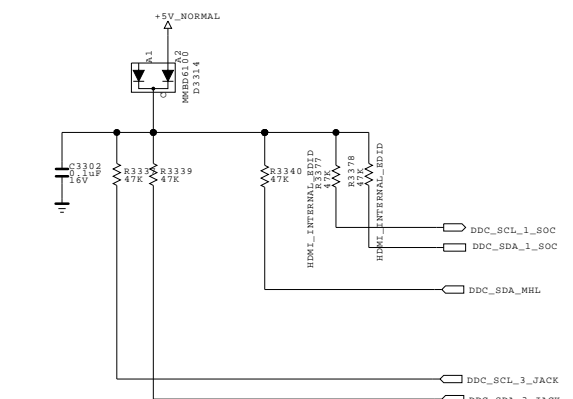 +5V_NORMAL
A1
A2
MMBD6100
D3314
C
C3302
0.1uF
16V
47K
R3339
47K
R3340
47K
HDMI_INTERNAL_EDID
R3377
47K
R3378
47K
HDMI_INTERNAL_EDID
DDC_SCL_1_SOC
DDC_SDA_1_SOC
DDC_SDA_MHL
DDC_SCL_3_JACK